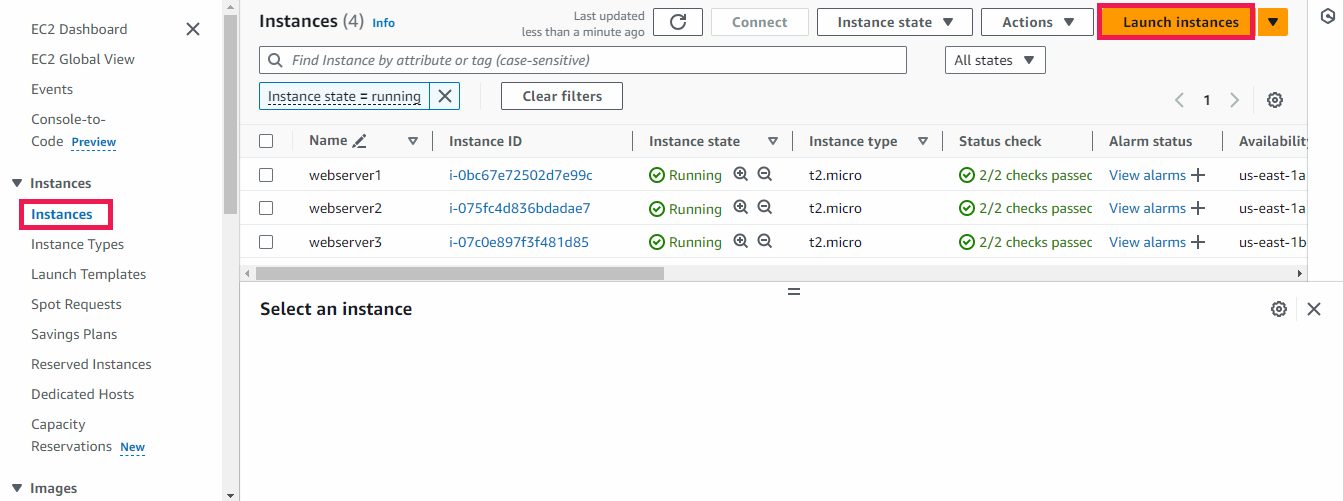 EC2 Dashboard
EC2 Global View
Events
Console-to-
Code Preview
Instances
Instances
Instance Types
Launch Templates
Spot Requests
Savings Plans
Reserved Instances
Dedicated Hosts
Capacity
Reservations New
Images
Instances (4) Info
Last updated
less than a minute ago
Connect
Instance state
Actions
Launch instances
Find Instance by attribute or tag (case-sensitive)
All states
Instance state = running
Clear filters
1
Name Instance ID Instance state Instance type Status check Alarm status Availability
webserver1 i-0bc67e72502d7e99c Running t2.micro 2/2 checks passec View alarms us-east-1a
webserver2 i-075fc4d836bdadae7 Running t2.micro 2/2 checks passec View alarms us-east-1a
webserver3 i-07c0e897f3f481d85 Running t2.micro 2/2 checks passec View alarms us-east-1b
Select an instance